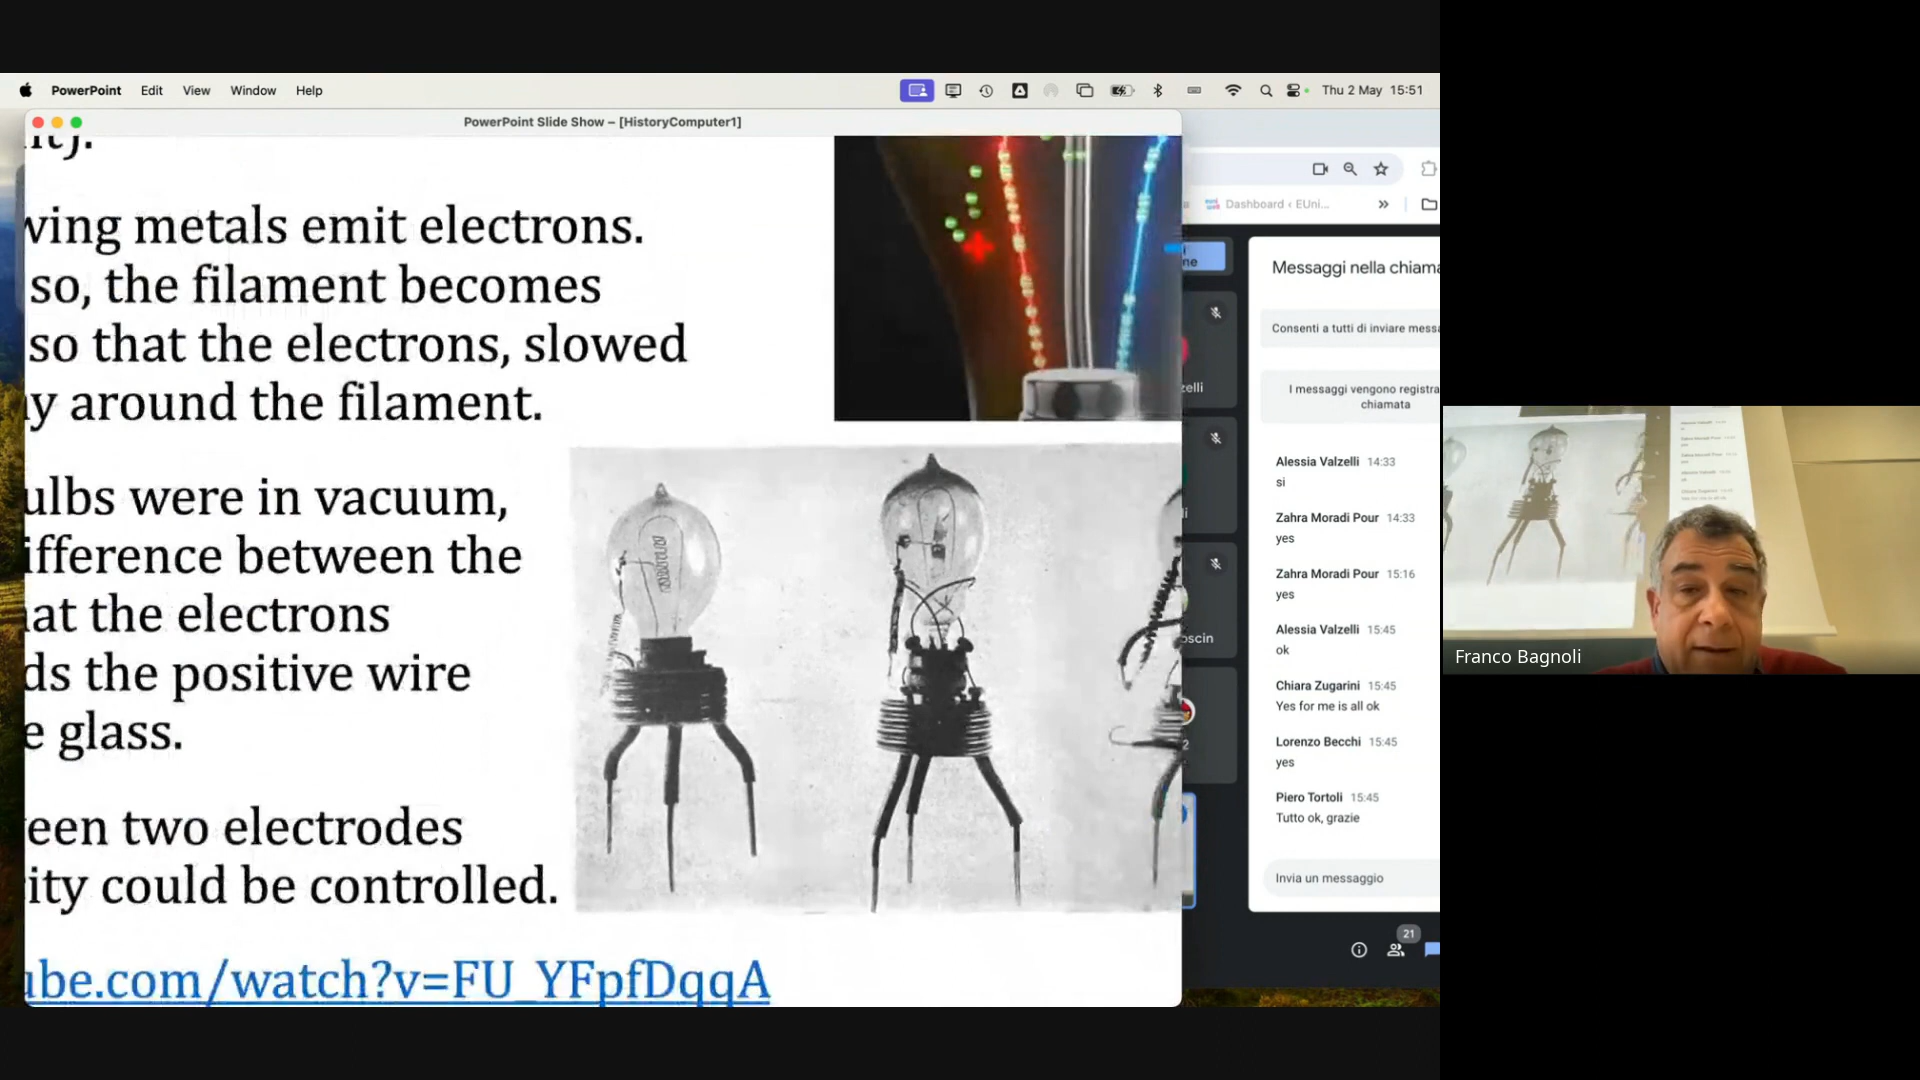 PowerPoint Edit View Window Help
Thu 2 May 15:51
PowerPoint Slide Show – [HistoryComputer1]
wing metals emit electrons.
so, the filament becomes
so that the electrons, slowed
y around the filament.
ulbs were in vacuum,
ifference between the
at the electrons
ds the positive wire
e glass.
een two electrodes
ity could be controlled.
ube.com/watch?v=FU_YFpfDqqA
Dashboard ‹ EUni...
Messaggi nella chiama
Consenti a tutti di inviare messa
I messaggi vengono registra
chiamata
Alessia Valzelli 14:33
si
Zahra Moradi Pour 14:33
yes
Zahra Moradi Pour 15:16
yes
Alessia Valzelli 15:45
ok
Chiara Zugarini 15:45
Yes for me is all ok
Lorenzo Becchi 15:45
yes
Piero Tortoli 15:45
Tutto ok, grazie
Invia un messaggio
21
Franco Bagnoli